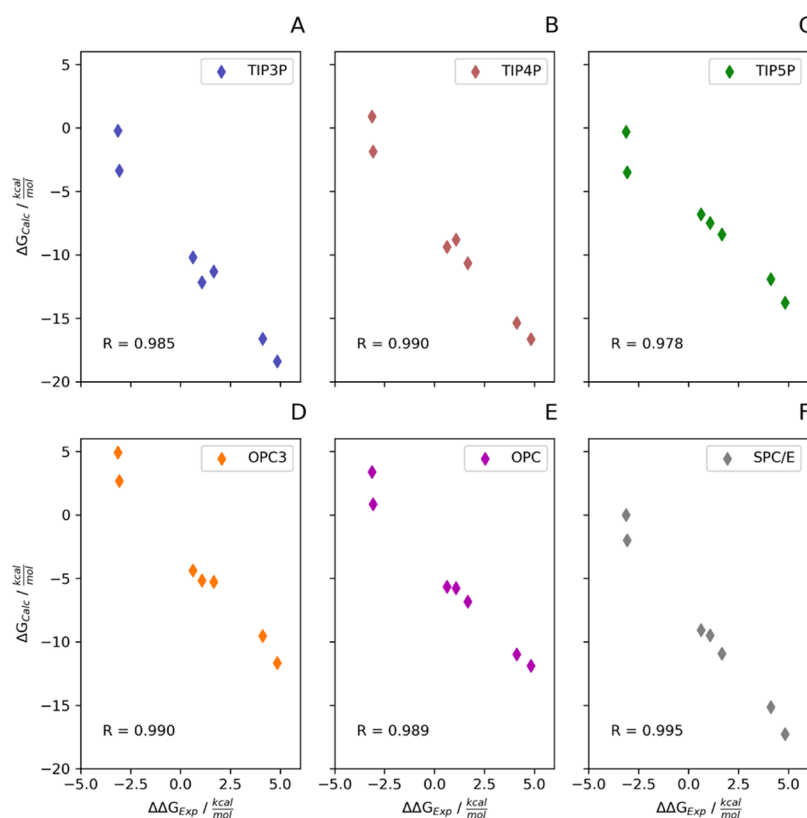 A
B
C
5
0
−5
−10
−15
−20
ΔG_Calc / kcal/mol
TIP3P
R = 0.985
TIP4P
R = 0.990
TIP5P
R = 0.978
D
E
F
5
0
−5
−10
−15
−20
ΔG_Calc / kcal/mol
OPC3
R = 0.990
OPC
R = 0.989
SPC/E
R = 0.995
−5.0 −2.5 0.0 2.5 5.0
−5.0 −2.5 0.0 2.5 5.0
−5.0 −2.5 0.0 2.5 5.0
ΔΔG_Exp / kcal/mol
ΔΔG_Exp / kcal/mol
ΔΔG_Exp / kcal/mol